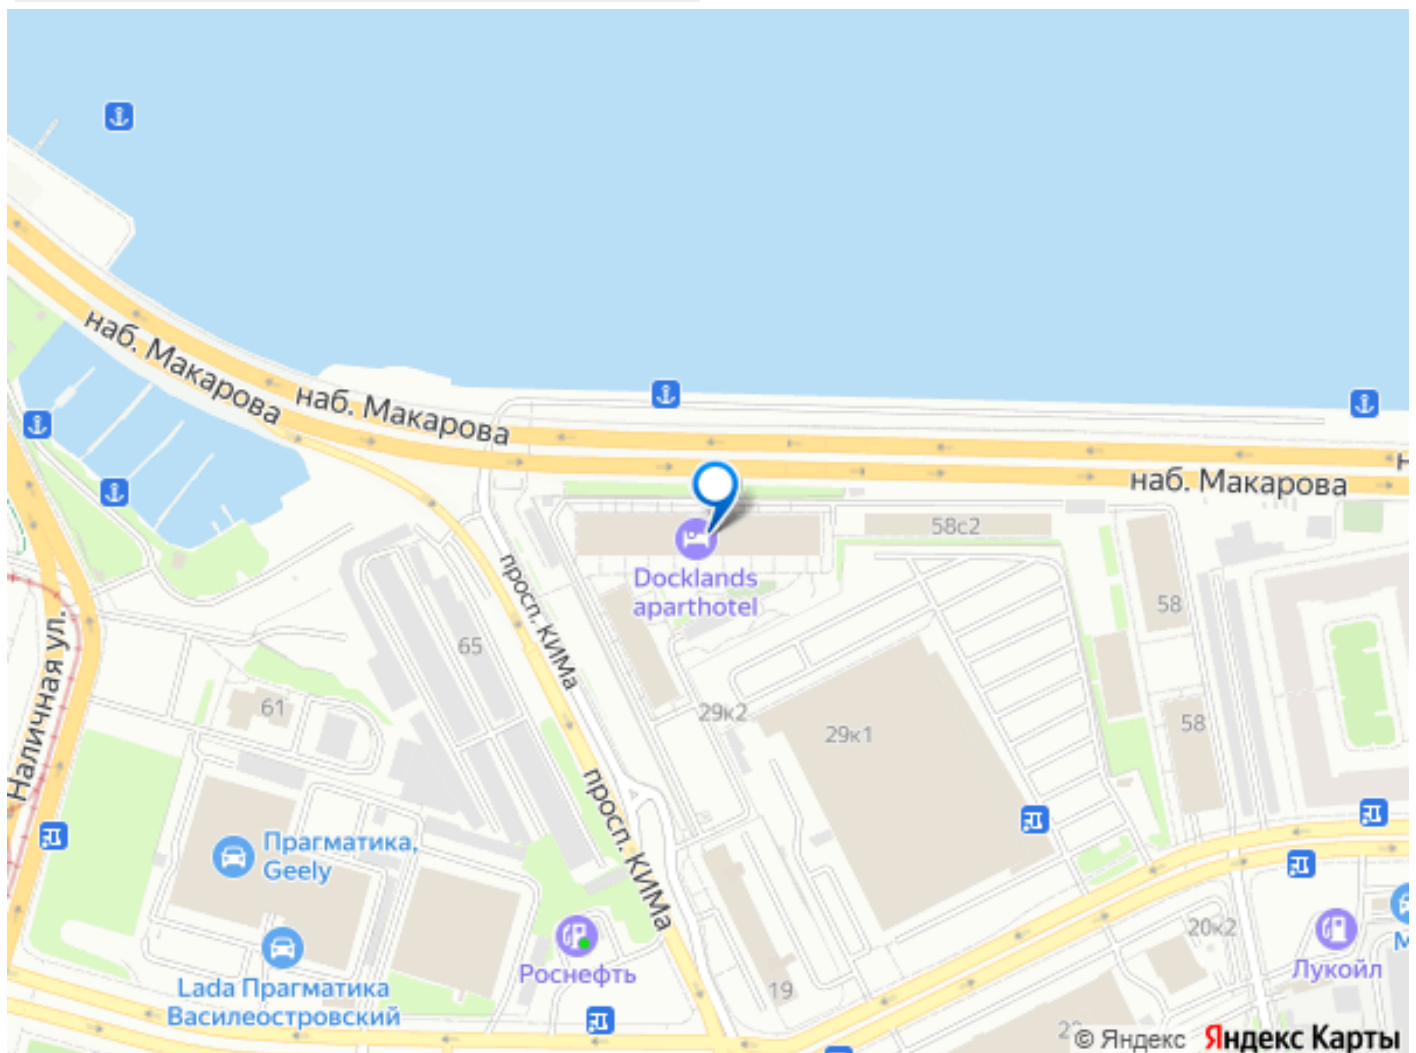 наб. Макарова
наб. Макарова
наб. Макарова
58с2
Docklands
aparthotel
просп. КИМа
58
65
Наличная ул.
61
29к2
29к1
58
просп. КИМа
Прагматика,
Geely
20к2
Роснефть
Лукойл
Lada Прагматика
Василеостровский
19
© Яндекс Яндекс Карты